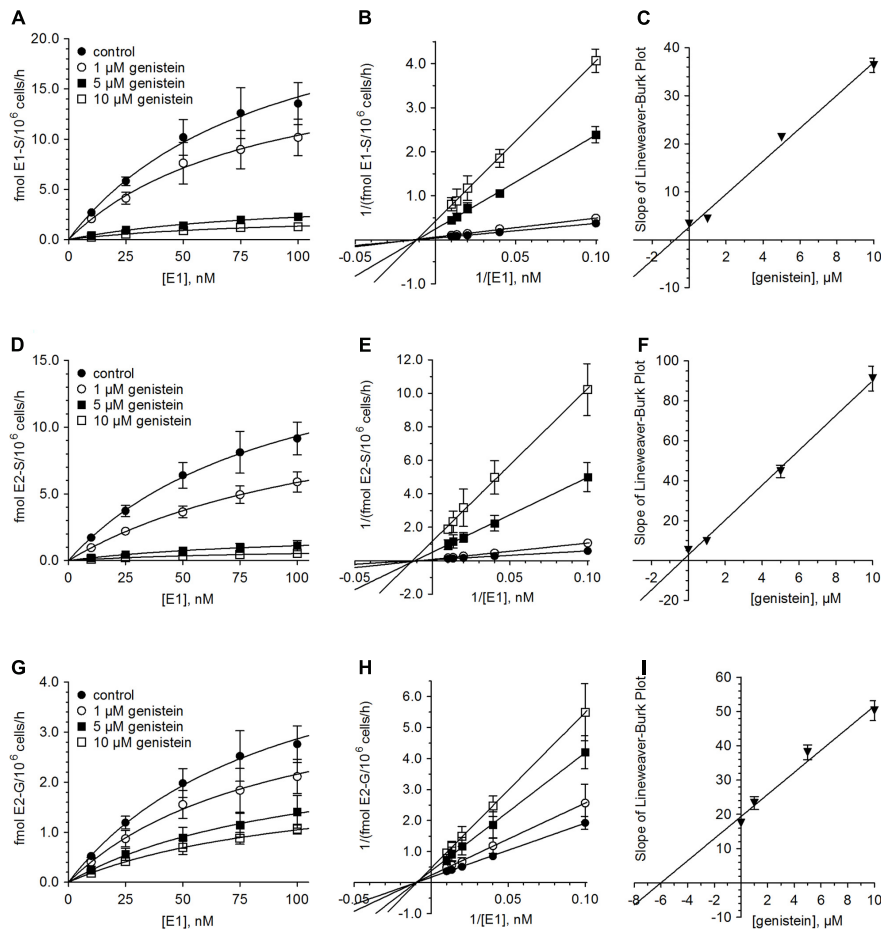 A
fmol E1-S/10⁶ cells/h)
20.0
15.0
10.0
5.0
0.0
control
1 µM genistein
5 µM genistein
10 µM genistein
0 25 50 75 100
[E1], nM
B
1/(fmol E1-S/10⁶ cells/h)
4.0
3.0
2.0
1.0
-1.0
-0.05 0.05 0.10
1/[E1], nM
C
Slope of Lineweaver-Burk Plot
40
30
20
10
-10
-2 0 2 4 6 8 10
[genistein], µM
D
fmol E2-S/10⁶ cells/h)
15.0
10.0
5.0
0.0
control
1 µM genistein
5 µM genistein
10 µM genistein
0 25 50 75 100
[E1], nM
E
1/(fmol E2-S/10⁶ cells/h)
12.0
10.0
8.0
6.0
4.0
2.0
-2.0
-0.05 0.05 0.10
1/[E1], nM
F
Slope of Lineweaver-Burk Plot
100
80
60
40
20
-20
-2 0 2 4 6 8 10
[genistein], µM
G
fmol E2-G/10⁶ cells/h)
4.0
3.0
2.0
1.0
0.0
control
1 µM genistein
5 µM genistein
10 µM genistein
0 25 50 75 100
[E1], nM
H
1/(fmol E2-G/10⁶ cells/h)
6.0
5.0
4.0
3.0
2.0
1.0
-1.0
-0.05 0.05 0.10
1/[E1], nM
I
Slope of Lineweaver-Burk Plot
60
50
40
30
20
10
-10
-8 -6 -4 -2 0 2 4 6 8 10
[genistein], µM